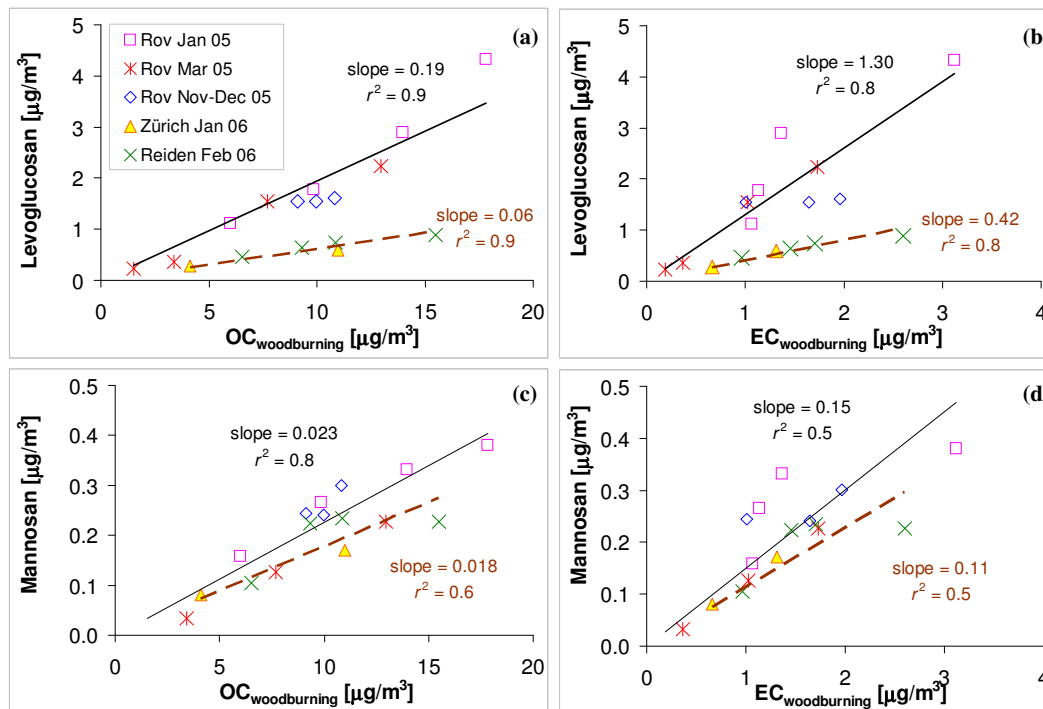 (a)
Rov Jan 05
Rov Mar 05
Rov Nov-Dec 05
Zürich Jan 06
Reiden Feb 06
slope = 0.19
r² = 0.9
slope = 0.06
r² = 0.9
Levoglucosan [µg/m³]
5
4
3
2
1
0
0 5 10 15 20
OCwoodburning [µg/m³]
(b)
slope = 1.30
r² = 0.8
slope = 0.42
r² = 0.8
Levoglucosan [µg/m³]
5
4
3
2
1
0
0 1 2 3 4
ECwoodburning [µg/m³]
(c)
slope = 0.023
r² = 0.8
slope = 0.018
r² = 0.6
Mannosan [µg/m³]
0.5
0.4
0.3
0.2
0.1
0.0
0 5 10 15 20
OCwoodburning [µg/m³]
(d)
slope = 0.15
r² = 0.5
slope = 0.11
r² = 0.5
Mannosan [µg/m³]
0.5
0.4
0.3
0.2
0.1
0.0
0 1 2 3 4
ECwoodburning [µg/m³]